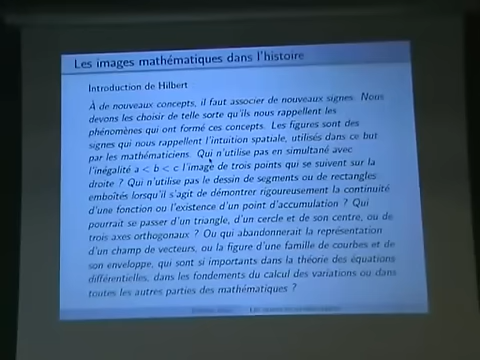 Les images mathématiques dans l'histoire
Introduction de Hilbert
À de nouveaux concepts, il faut associer de nouveaux signes. Nous
devons les choisir de telle sorte qu'ils nous rappellent les
phénomènes qui ont formé ces concepts. Les figures sont des
signes qui nous rappellent l'intuition spatiale, utilisés dans ce but
par les mathématiciens. Qui n'utilise pas en simultané avec
l'inégalité a < b < c l'image de trois points qui se suivent sur la
droite ? Qui n'utilise pas le dessin de segments ou de rectangles
emboîtés lorsqu'il s'agit de démontrer rigoureusement la continuité
d'une fonction ou l'existence d'un point d'accumulation ? Qui
pourrait se passer d'un triangle, d'un cercle et de son centre, ou de
trois axes orthogonaux ? Ou qui abandonnerait la représentation
d'un champ de vecteurs, ou la figure d'une famille de courbes et de
son enveloppe, qui sont si importants dans la théorie des équations
différentielles, dans les fondements du calcul des variations ou dans
toutes les autres parties des mathématiques ?